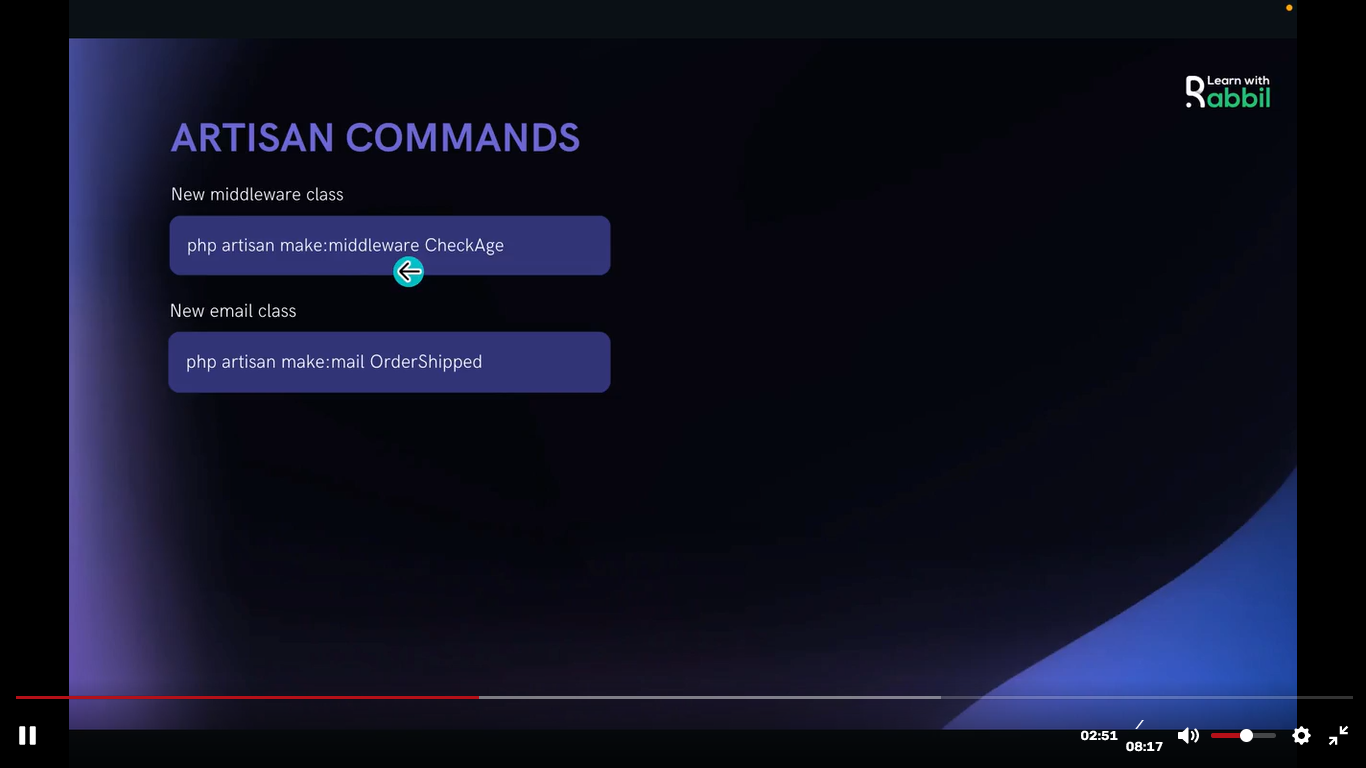 Learn with
Rabbil
ARTISAN COMMANDS
New middleware class
php artisan make:middleware CheckAge
New email class
php artisan make:mail OrderShipped
02:51 / 08:17